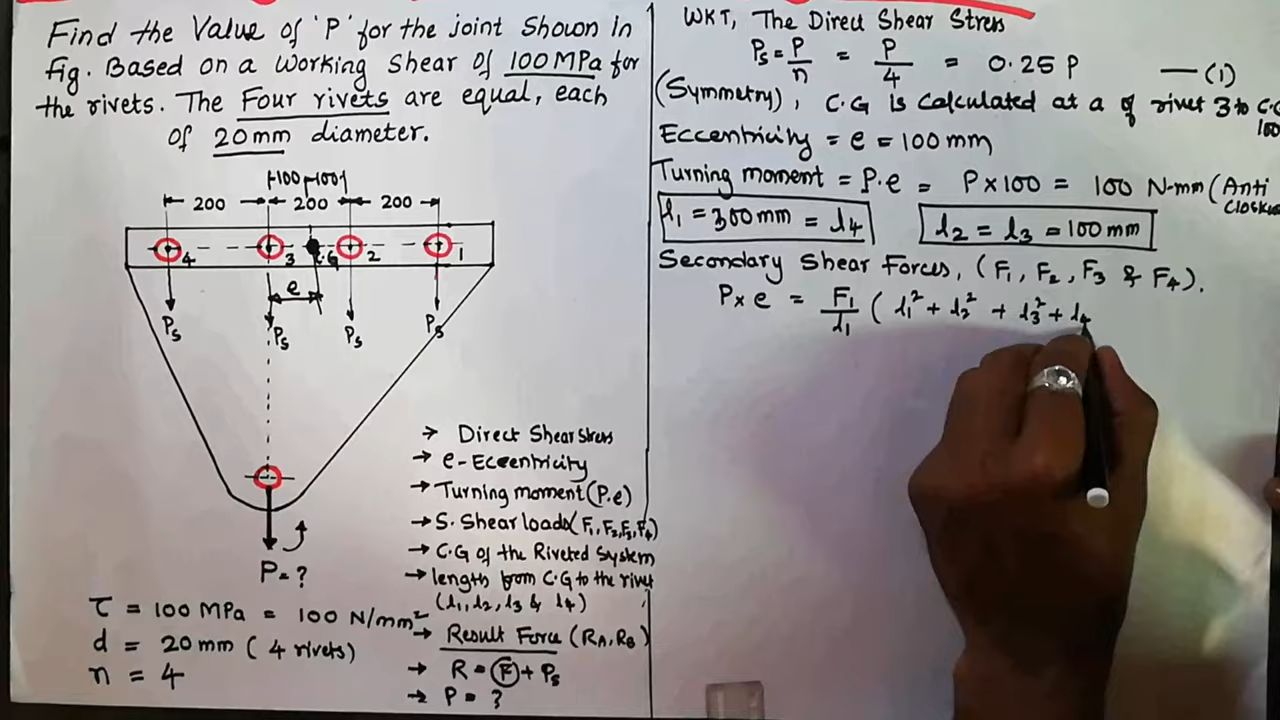 Find the Value of 'P' for the joint Shown in
fig. Based on a working shear of 100 MPa for
the rivets. The Four rivets are equal, each
of 20 mm diameter.
100 100
200 200 200
4 3 C.G 2 1
e
Ps Ps Ps Ps
P = ?
τ = 100 MPa = 100 N/mm²
d = 20 mm ( 4 rivets)
n = 4
→ Direct Shear Stress
→ e - Eccentricity
→ Turning moment (P.e)
→ S. Shear loads (F1, F2, F3, F4)
→ C.G of the Riveted System
→ length from C.G to the rivet
(l1, l2, l3 & l4)
→ Result Force (RA, RB)
→ R = F + Ps
→ P = ?
WKT, The Direct Shear Stress
Ps = P/n = P/4 = 0.25 P — (1)
(Symmetry), C.G is calculated at a of rivet 3 to C.G
100
Eccentricity = e = 100 mm
Turning moment = P.e = P x 100 = 100 N-mm (Anti
l1 = 300 mm = l4 l2 = l3 = 100 mm
Secondary Shear Forces, (F1, F2, F3 & F4).
P x e = F1/l1 ( l1² + l2² + l3² + l4